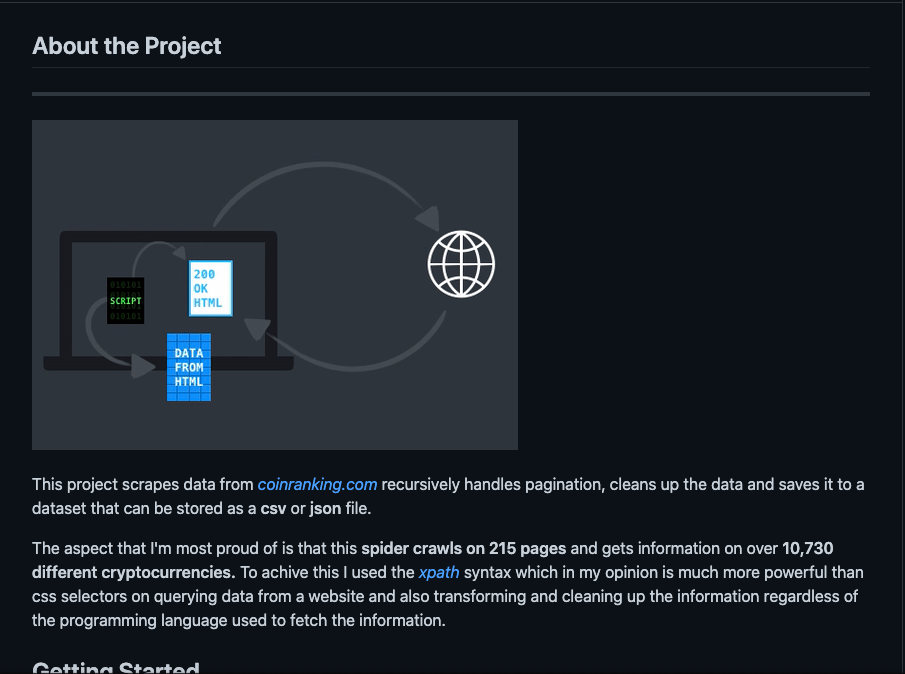 About the Project
200
OK
HTML
010101
SCRIPT
010101
DATA
FROM
HTML
This project scrapes data from coinranking.com recursively handles pagination, cleans up the data and saves it to a
dataset that can be stored as a csv or json file.
The aspect that I'm most proud of is that this spider crawls on 215 pages and gets information on over 10,730
different cryptocurrencies. To achive this I used the xpath syntax which in my opinion is much more powerful than
css selectors on querying data from a website and also transforming and cleaning up the information regardless of
the programming language used to fetch the information.
Getting Started